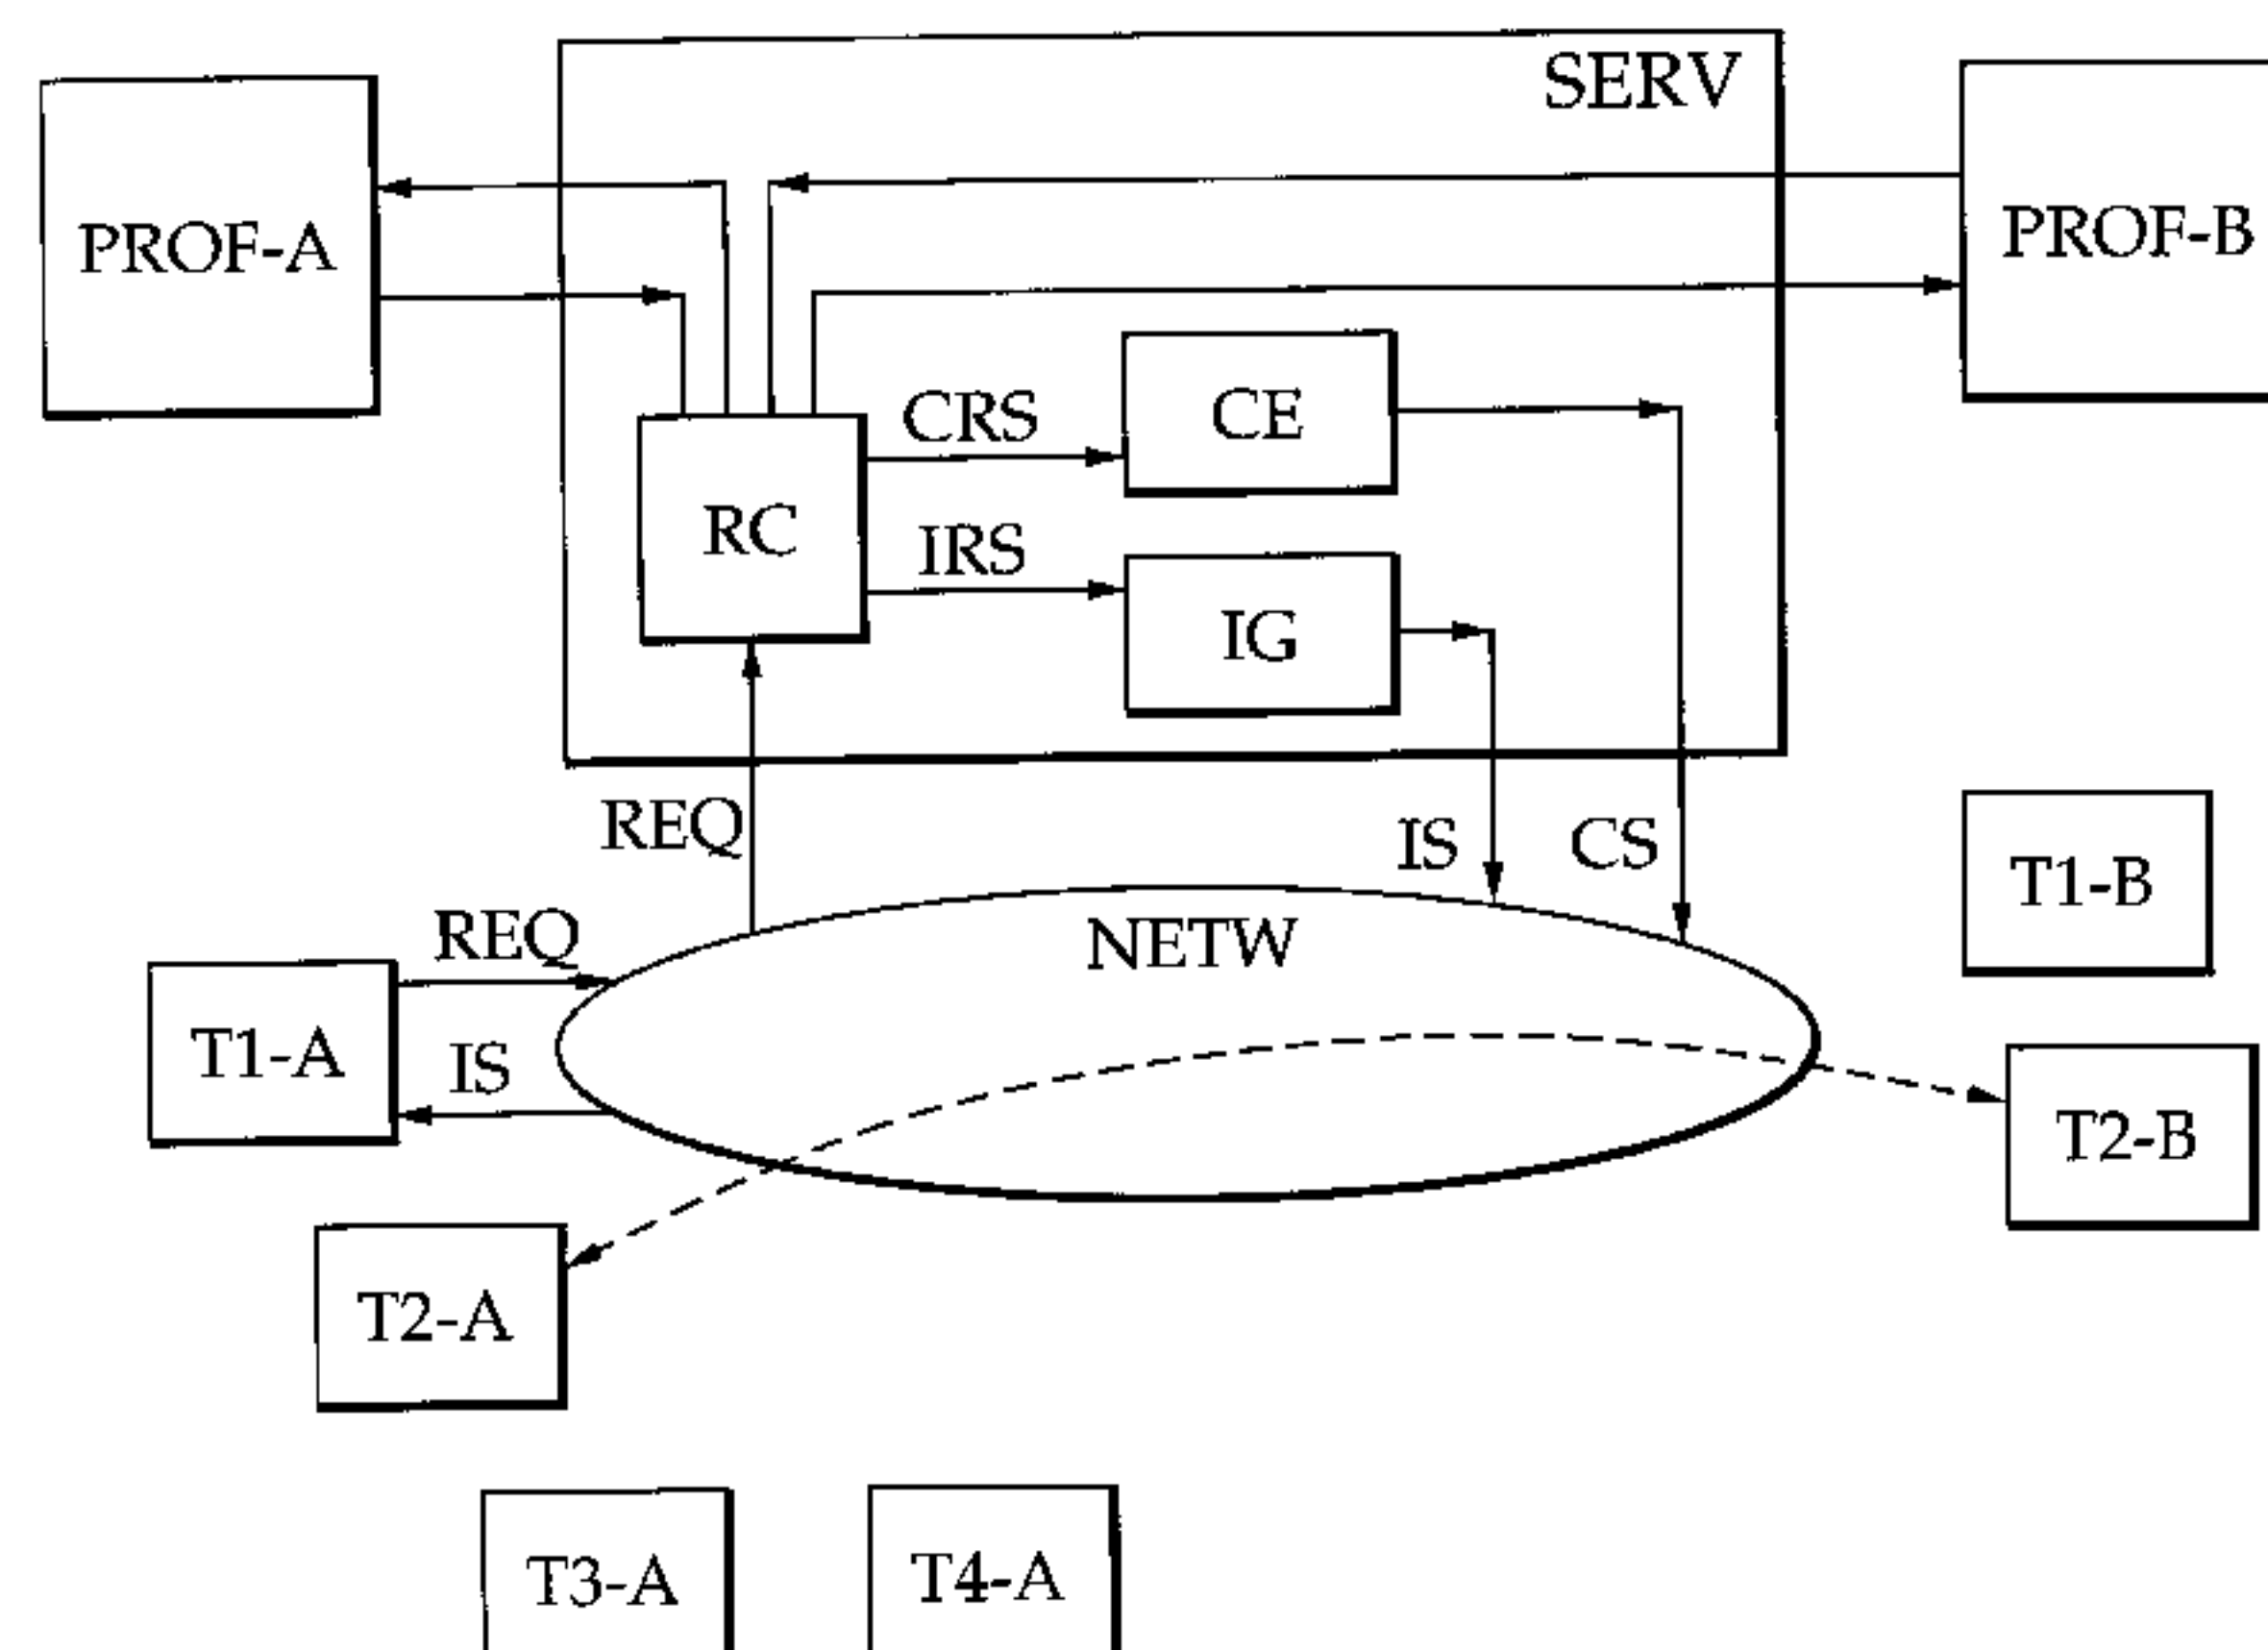 SERV
PROF-A
PROF-B
CRS
CE
RC
IRS
IG
REQ
IS
CS
T1-B
REQ
NETW
T1-A
IS
T2-B
T2-A
T3-A
T4-A